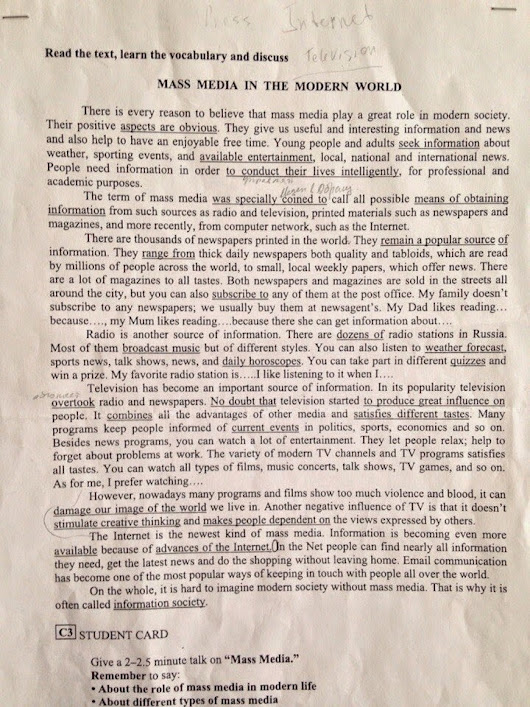 Press Internet
Television
Read the text, learn the vocabulary and discuss
MASS MEDIA IN THE MODERN WORLD
There is every reason to believe that mass media play a great role in modern society.
Their positive aspects are obvious. They give us useful and interesting information and news
and also help to have an enjoyable free time. Young people and adults seek information about
weather, sporting events, and available entertainment, local, national and international news.
People need information in order to conduct their lives intelligently, for professional and
academic purposes.
The term of mass media was specially coined to call all possible means of obtaining
information from such sources as radio and television, printed materials such as newspapers and
magazines, and more recently, from computer network, such as the Internet.
There are thousands of newspapers printed in the world. They remain a popular source of
information. They range from thick daily newspapers both quality and tabloids, which are read
by millions of people across the world, to small, local weekly papers, which offer news. There
are a lot of magazines to all tastes. Both newspapers and magazines are sold in the streets all
around the city, but you can also subscribe to any of them at the post office. My family doesn't
subscribe to any newspapers; we usually buy them at newsagent's. My Dad likes reading...
because...., my Mum likes reading....because there she can get information about....
Radio is another source of information. There are dozens of radio stations in Russia.
Most of them broadcast music but of different styles. You can also listen to weather forecast,
sports news, talk shows, news, and daily horoscopes. You can take part in different quizzes and
win a prize. My favorite radio station is.....I like listening to it when I....
Television has become an important source of information. In its popularity television
overtook radio and newspapers. No doubt that television started to produce great influence on
people. It combines all the advantages of other media and satisfies different tastes. Many
programs keep people informed of current events in politics, sports, economics and so on.
Besides news programs, you can watch a lot of entertainment. They let people relax; help to
forget about problems at work. The variety of modern TV channels and TV programs satisfies
all tastes. You can watch all types of films, music concerts, talk shows, TV games, and so on.
As for me, I prefer watching....
However, nowadays many programs and films show too much violence and blood, it can
damage our image of the world we live in. Another negative influence of TV is that it doesn't
stimulate creative thinking and makes people dependent on the views expressed by others.
The Internet is the newest kind of mass media. Information is becoming even more
available because of advances of the Internet. In the Net people can find nearly all information
they need, get the latest news and do the shopping without leaving home. Email communication
has become one of the most popular ways of keeping in touch with people all over the world.
On the whole, it is hard to imagine modern society without mass media. That is why it is
often called information society.
C3 STUDENT CARD
Give a 2–2.5 minute talk on “Mass Media.”
Remember to say:
• About the role of mass media in modern life
• About different types of mass media